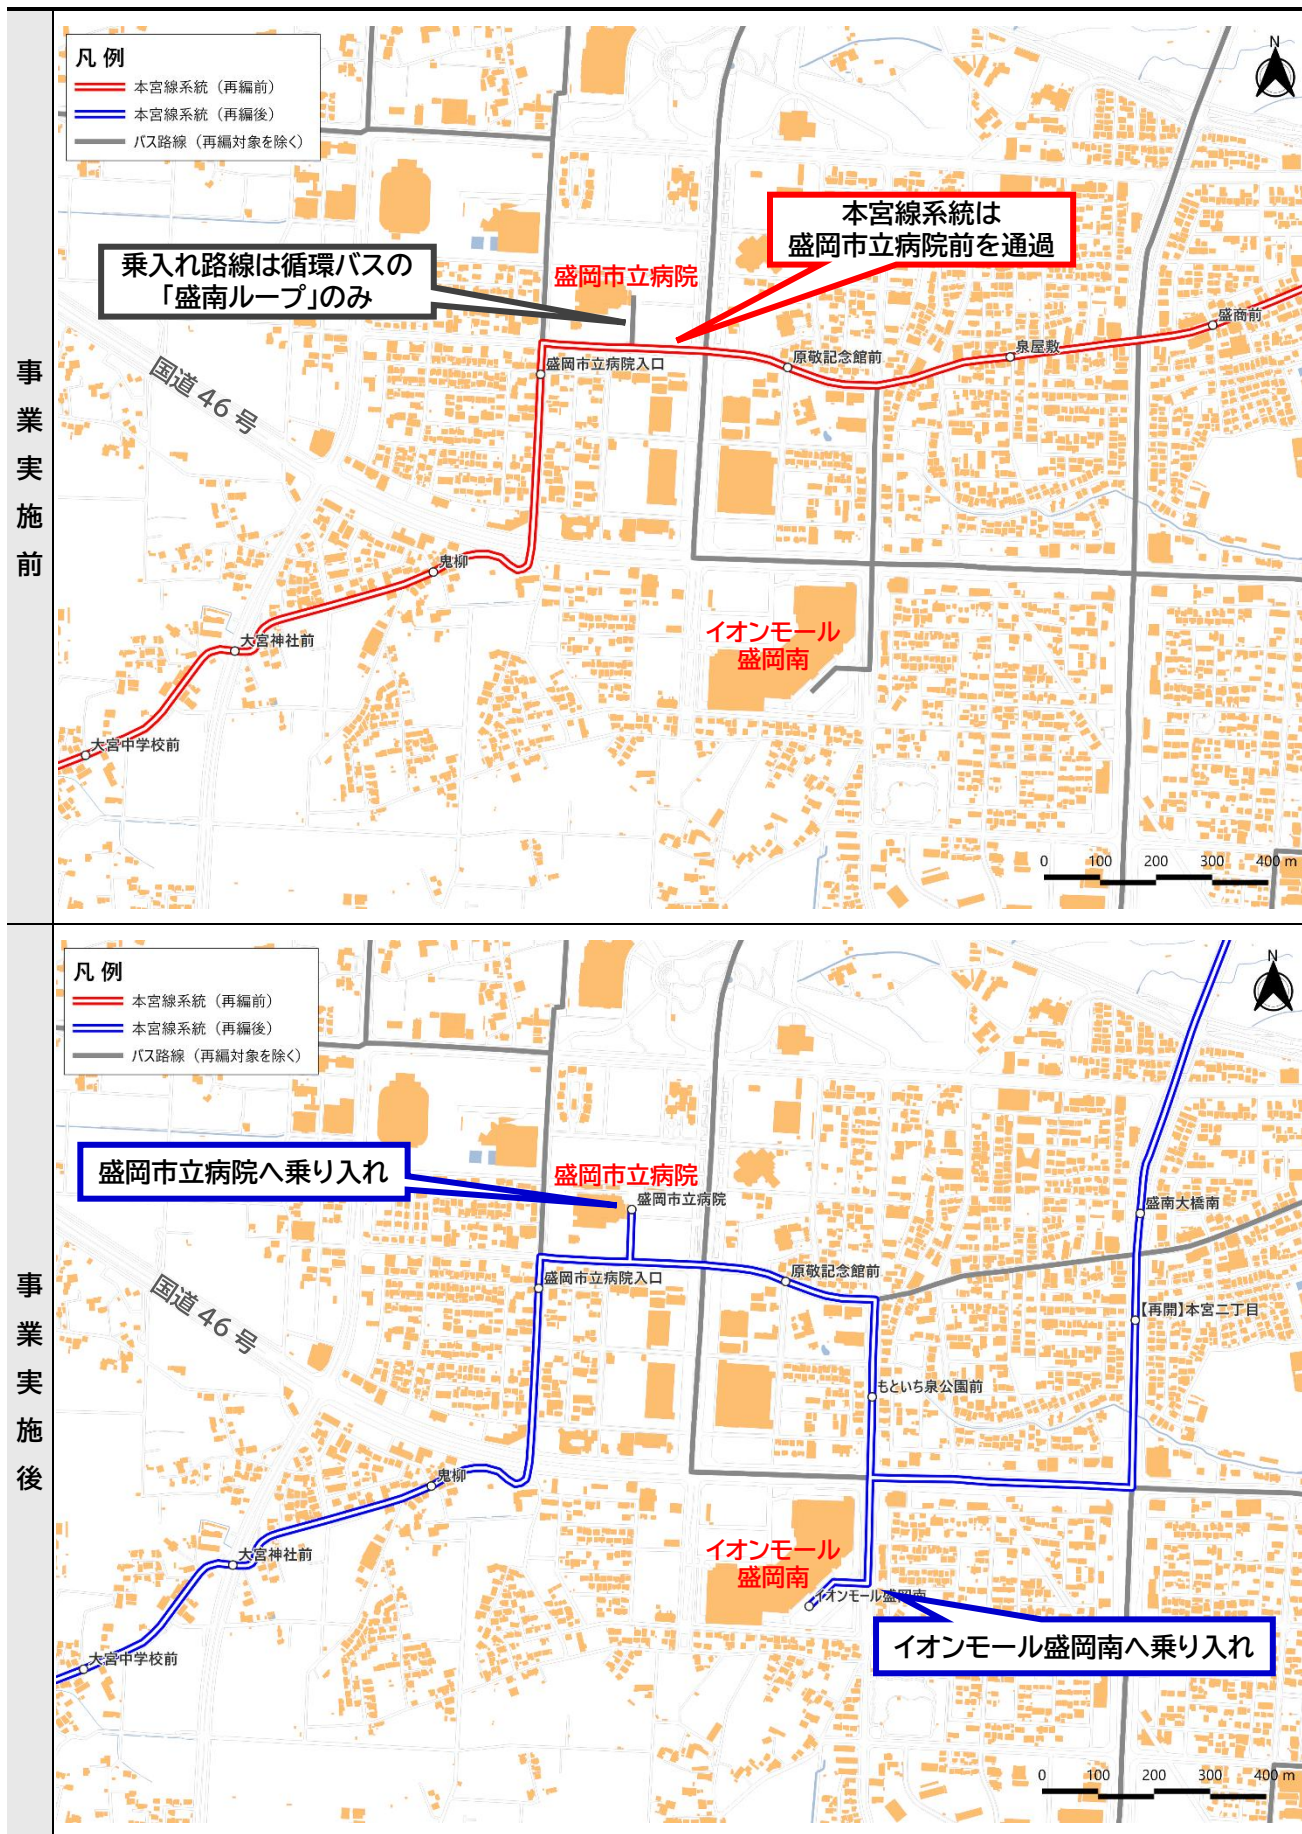 事業実施前
凡 例
本宮線系統（再編前）
本宮線系統（再編後）
バス路線（再編対象を除く）
N
本宮線系統は
盛岡市立病院前を通過
乗入れ路線は循環バスの
「盛南ループ」のみ
盛岡市立病院
盛商前
泉屋敷
原敬記念館前
盛岡市立病院入口
国道 46 号
鬼柳
イオンモール
盛岡南
大宮神社前
大宮中学校前
0 100 200 300 400 m
事業実施後
凡 例
本宮線系統（再編前）
本宮線系統（再編後）
バス路線（再編対象を除く）
N
盛岡市立病院へ乗り入れ
盛岡市立病院
盛岡市立病院
盛南大橋南
原敬記念館前
盛岡市立病院入口
国道 46 号
【再開】本宮二丁目
もといち泉公園前
鬼柳
イオンモール
盛岡南
大宮神社前
イオンモール盛岡南
イオンモール盛岡南へ乗り入れ
大宮中学校前
0 100 200 300 400 m